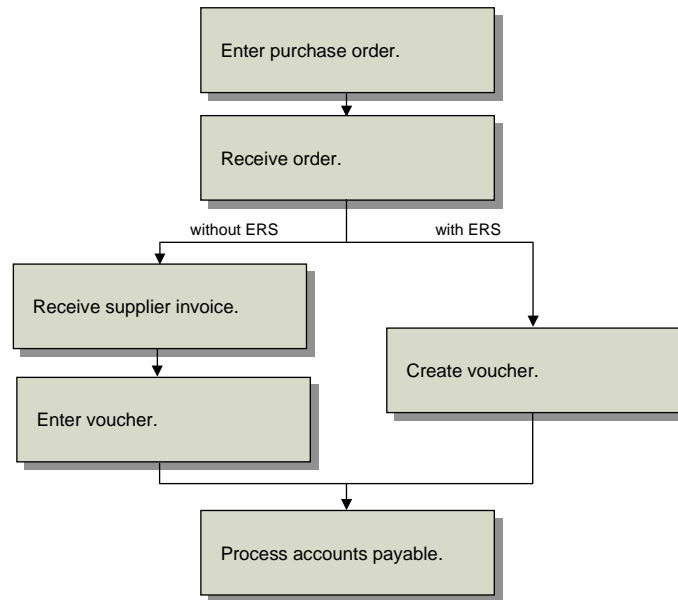 Enter purchase order.
Receive order.
without ERS
with ERS
Receive supplier invoice.
Create voucher.
Enter voucher.
Process accounts payable.